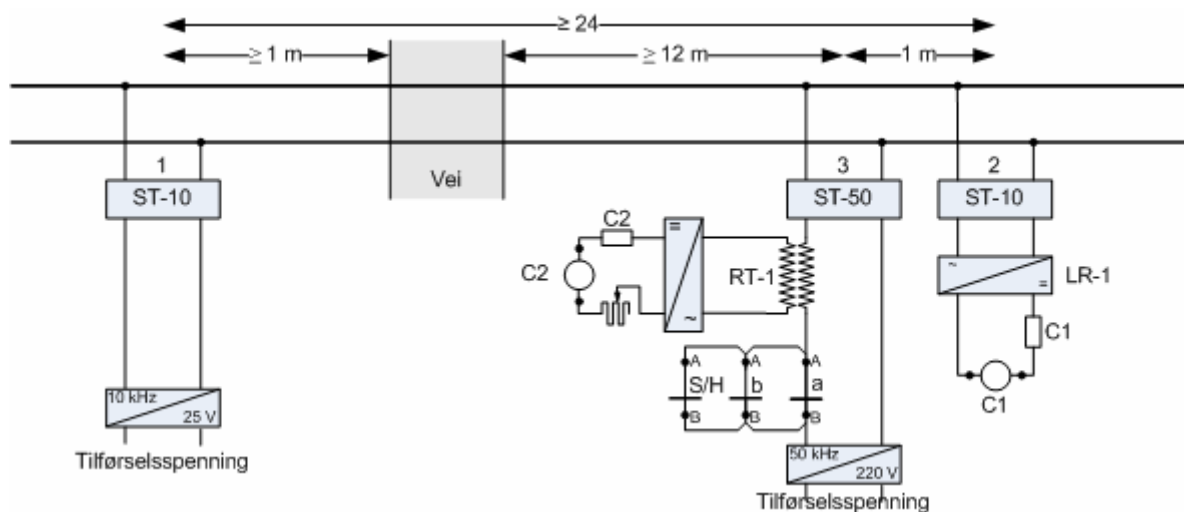 ≥ 24
≥ 1 m
≥ 12 m
1 m
1
Vei
3
2
ST-10
ST-50
ST-10
C2
=
~
C2
RT-1
~
=
LR-1
C1
C1
A
A
A
S/H
b
a
B
B
B
10 kHz
25 V
Tilførselsspenning
50 kHz
220 V
Tilførselsspenning